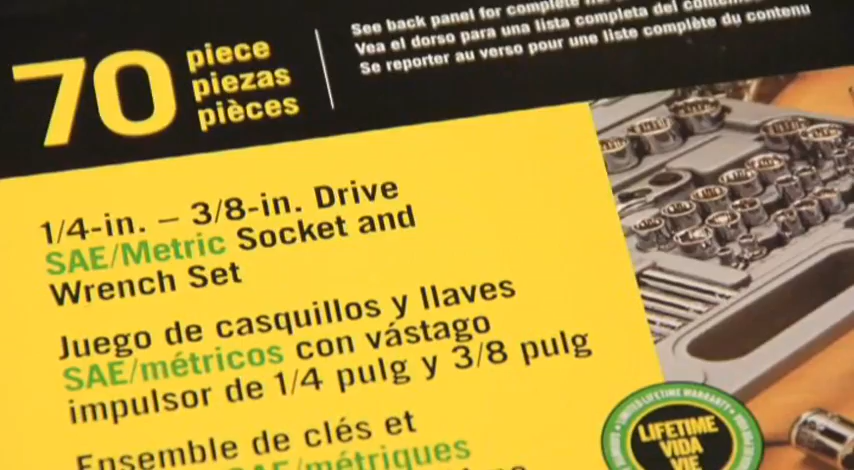 70 piece
piezas
pièces
See back panel for complete
Vea el dorso para una lista completa del
Se reporter au verso pour une liste complète du contenu
1/4-in. – 3/8-in. Drive
SAE/Metric Socket and
Wrench Set
Juego de casquillos y llaves
SAE/métricos con vástago
impulsor de 1/4 pulg y 3/8 pulg
Ensemble de clés et
SAE/métriques
LIMITED LIFETIME WARRANTY
LIFETIME
VIDA
VIE